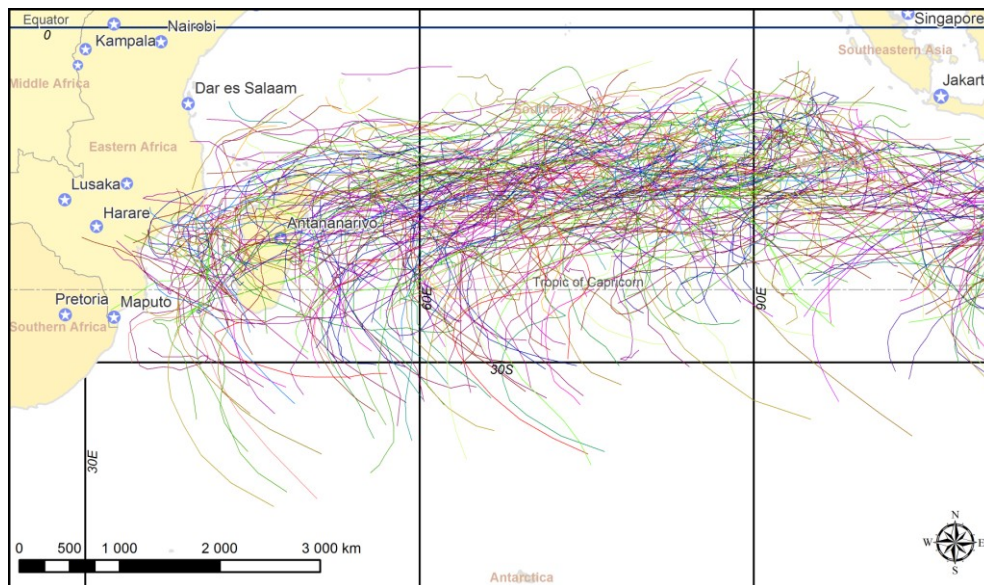 Equator
0
Nairobi
Kampala
Singapore
Southeastern Asia
Middle Africa
Jakart
Dar es Salaam
Eastern Africa
Lusaka
Harare
Antananarivo
Tropic of Capricorn
60E
90E
Pretoria
Maputo
Southern Africa
30S
30E
N
W
E
S
0 500 1 000 2 000 3 000 km
Antarctica